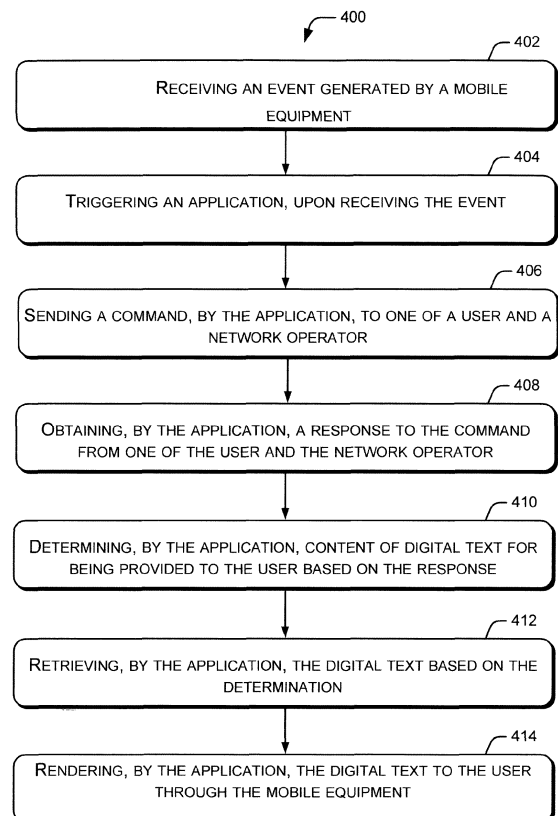 400
402
RECEIVING AN EVENT GENERATED BY A MOBILE
EQUIPMENT
404
TRIGGERING AN APPLICATION, UPON RECEIVING THE EVENT
406
SENDING A COMMAND, BY THE APPLICATION, TO ONE OF A USER AND A
NETWORK OPERATOR
408
OBTAINING, BY THE APPLICATION, A RESPONSE TO THE COMMAND
FROM ONE OF THE USER AND THE NETWORK OPERATOR
410
DETERMINING, BY THE APPLICATION, CONTENT OF DIGITAL TEXT FOR
BEING PROVIDED TO THE USER BASED ON THE RESPONSE
412
RETRIEVING, BY THE APPLICATION, THE DIGITAL TEXT BASED ON THE
DETERMINATION
414
RENDERING, BY THE APPLICATION, THE DIGITAL TEXT TO THE USER
THROUGH THE MOBILE EQUIPMENT